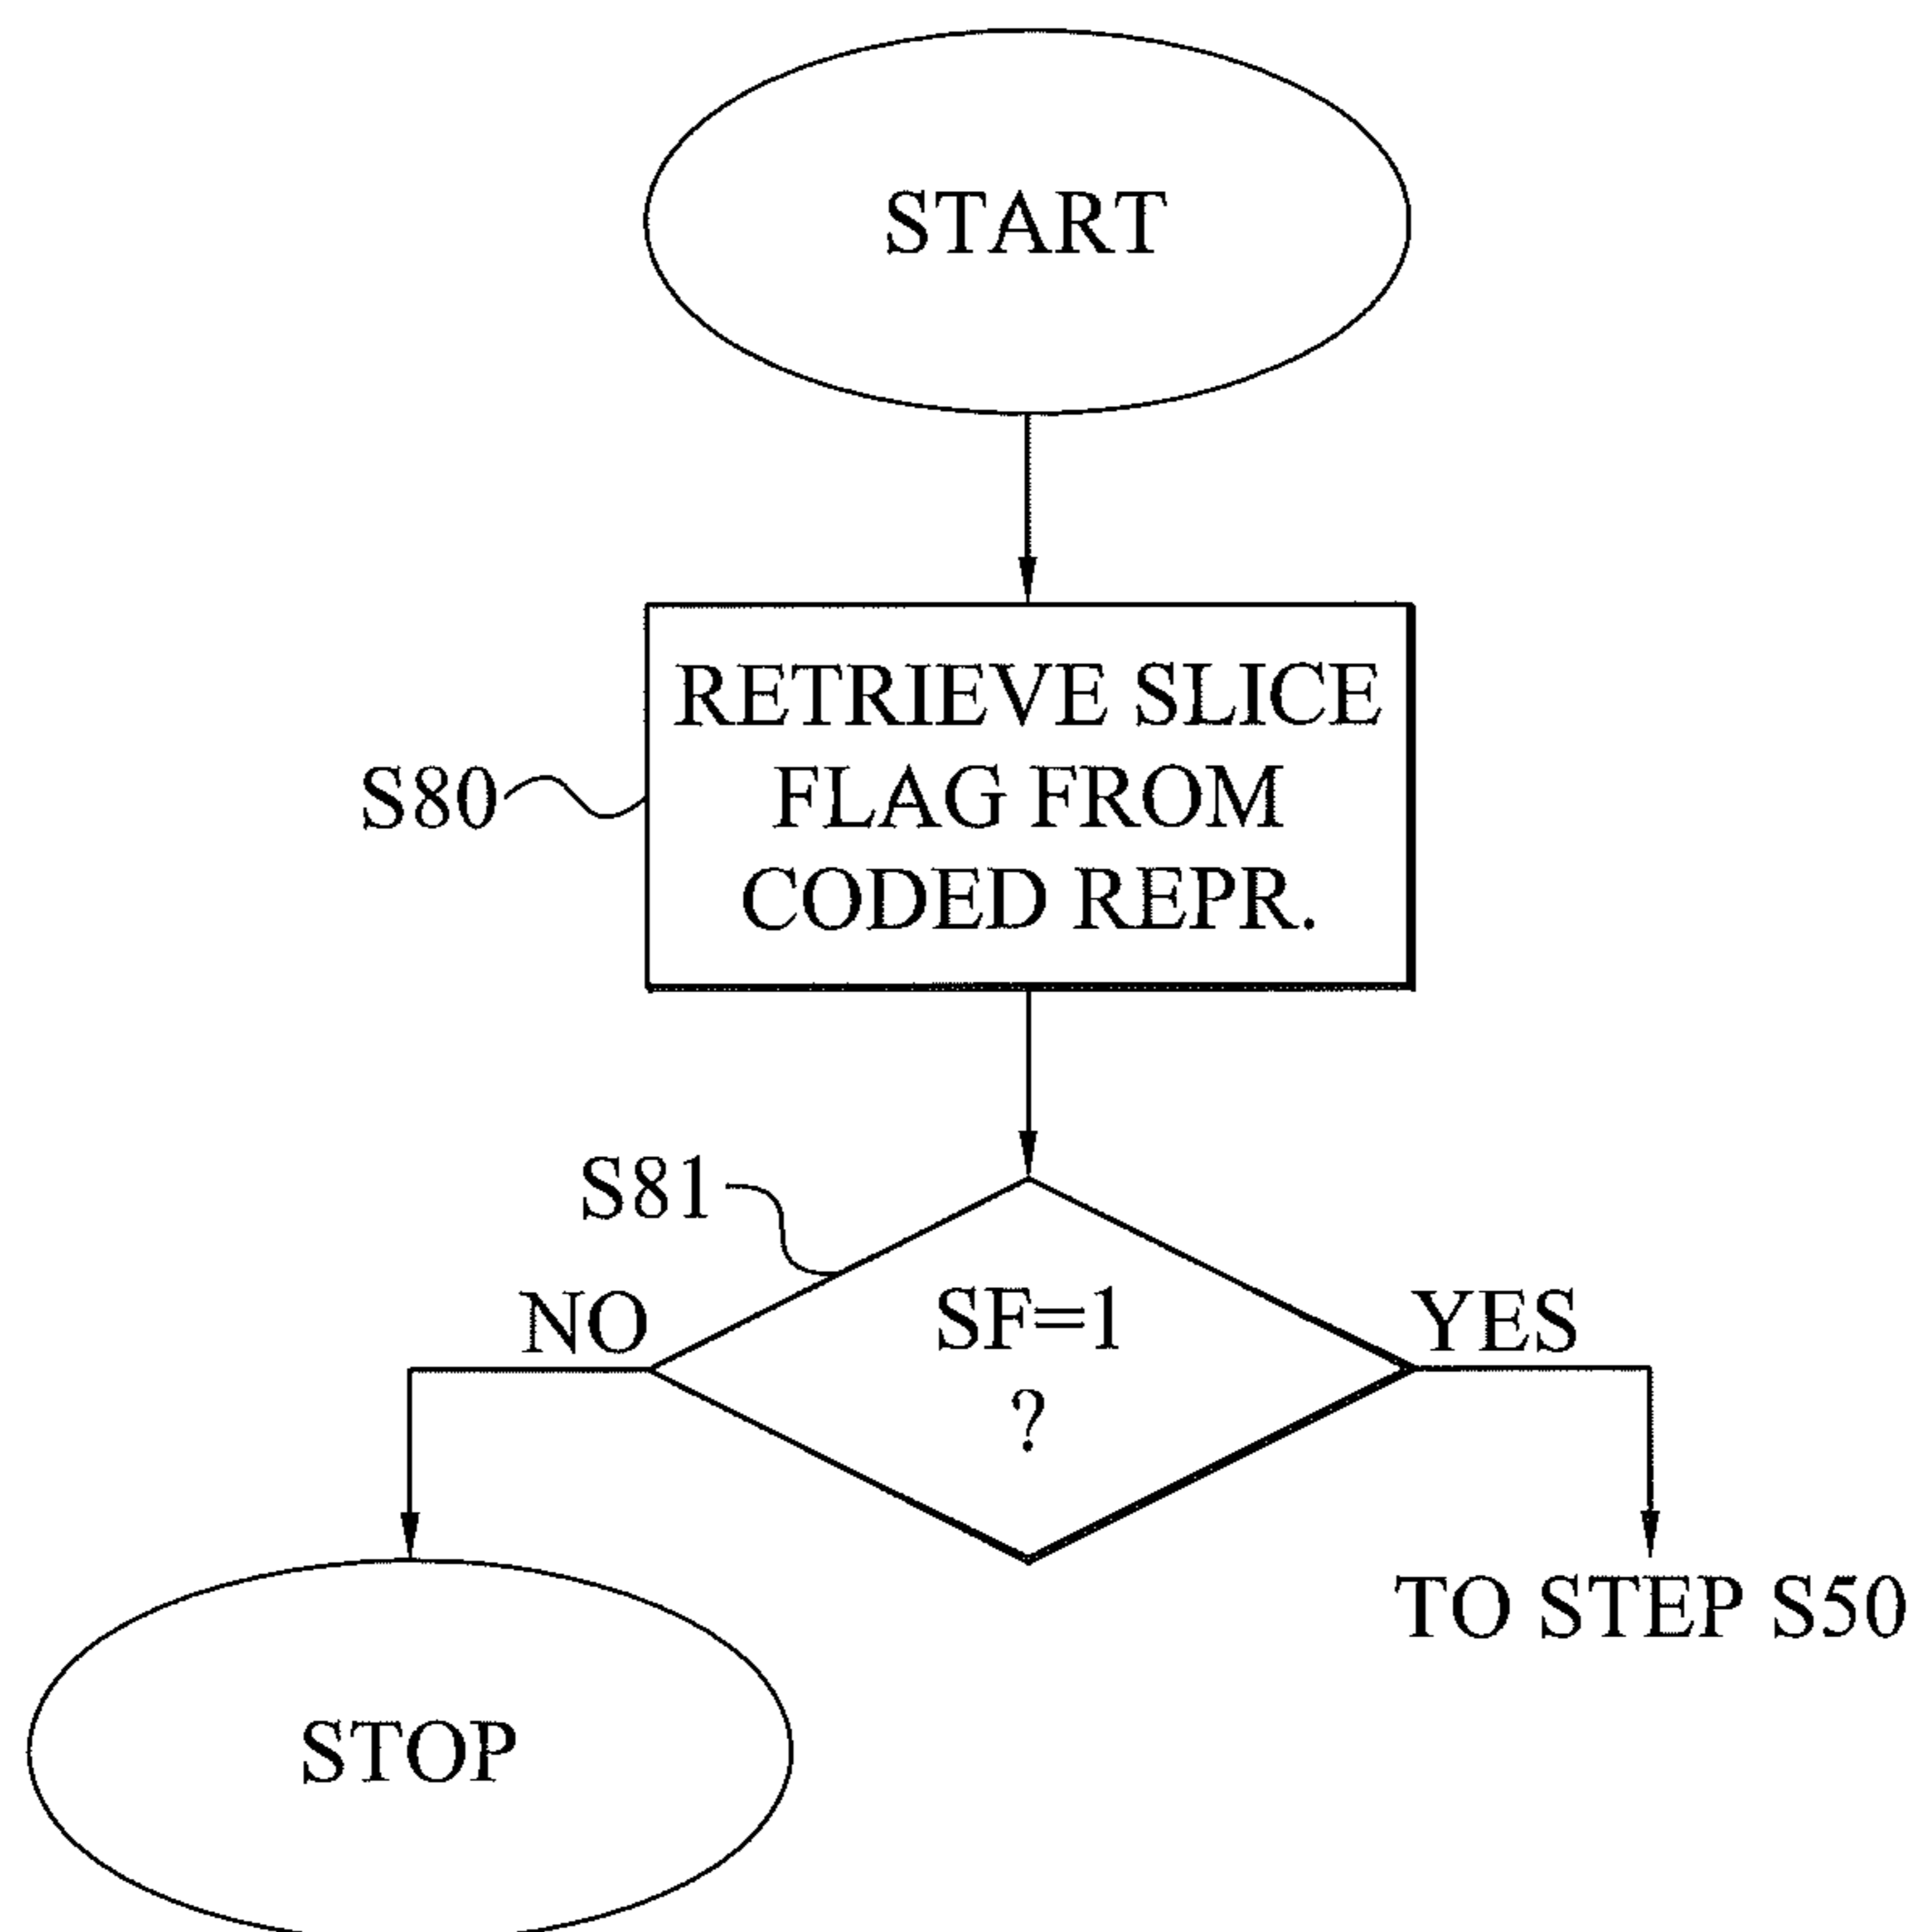 START
RETRIEVE SLICE
FLAG FROM
CODED REPR.
S80
S81
SF=1
?
NO
YES
TO STEP S50
STOP